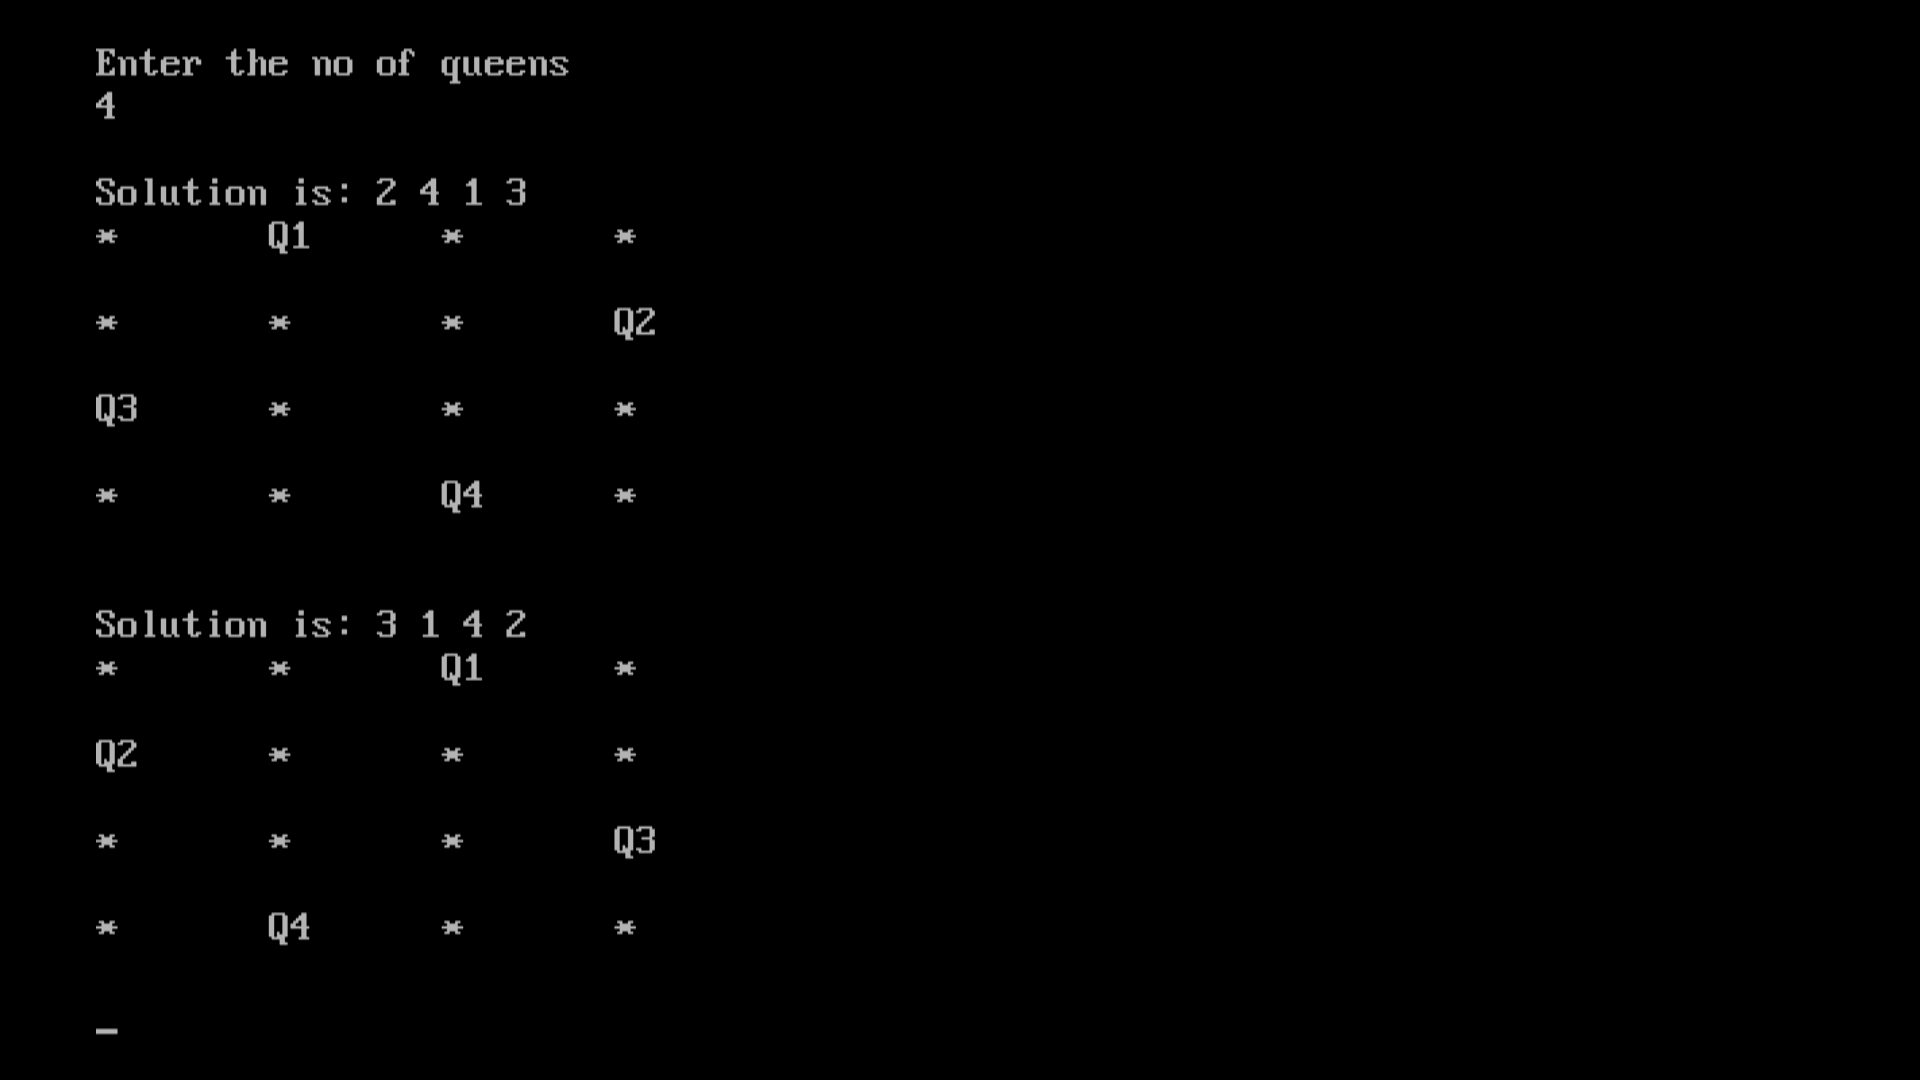 Enter the no of queens
4
Solution is: 2 4 1 3
* Q1 * *
* * * Q2
Q3 * * *
* * Q4 *
Solution is: 3 1 4 2
* * Q1 *
Q2 * * *
* * * Q3
* Q4 * *
_